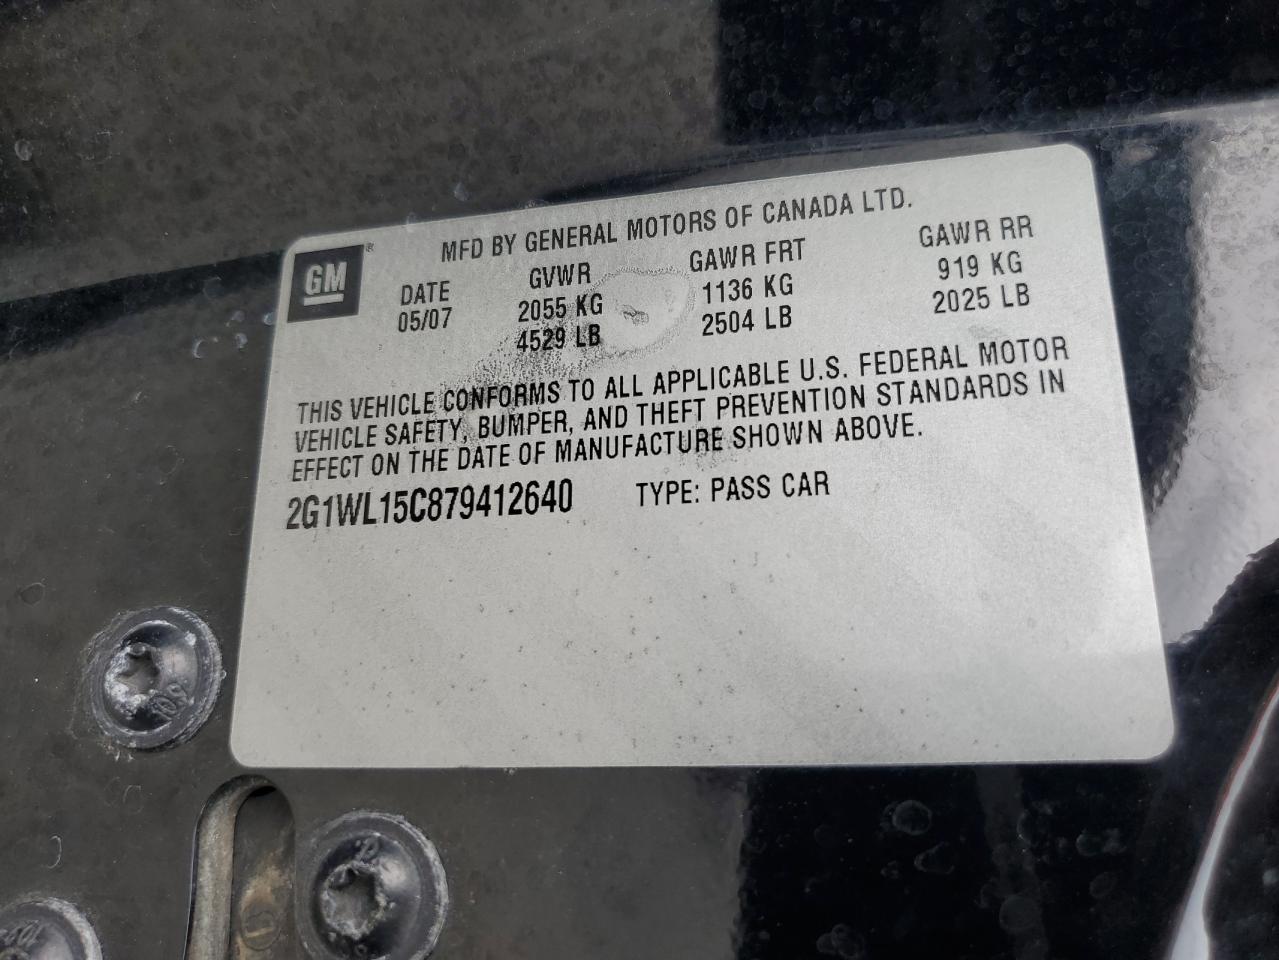 MFD BY GENERAL MOTORS OF CANADA LTD.
GM ®
DATE GVWR GAWR FRT GAWR RR
05/07 2055 KG 1136 KG 919 KG
4529 LB 2504 LB 2025 LB
THIS VEHICLE CONFORMS TO ALL APPLICABLE U.S. FEDERAL MOTOR
VEHICLE SAFETY, BUMPER, AND THEFT PREVENTION STANDARDS IN
EFFECT ON THE DATE OF MANUFACTURE SHOWN ABOVE.
2G1WL15C879412640 TYPE: PASS CAR
10.9